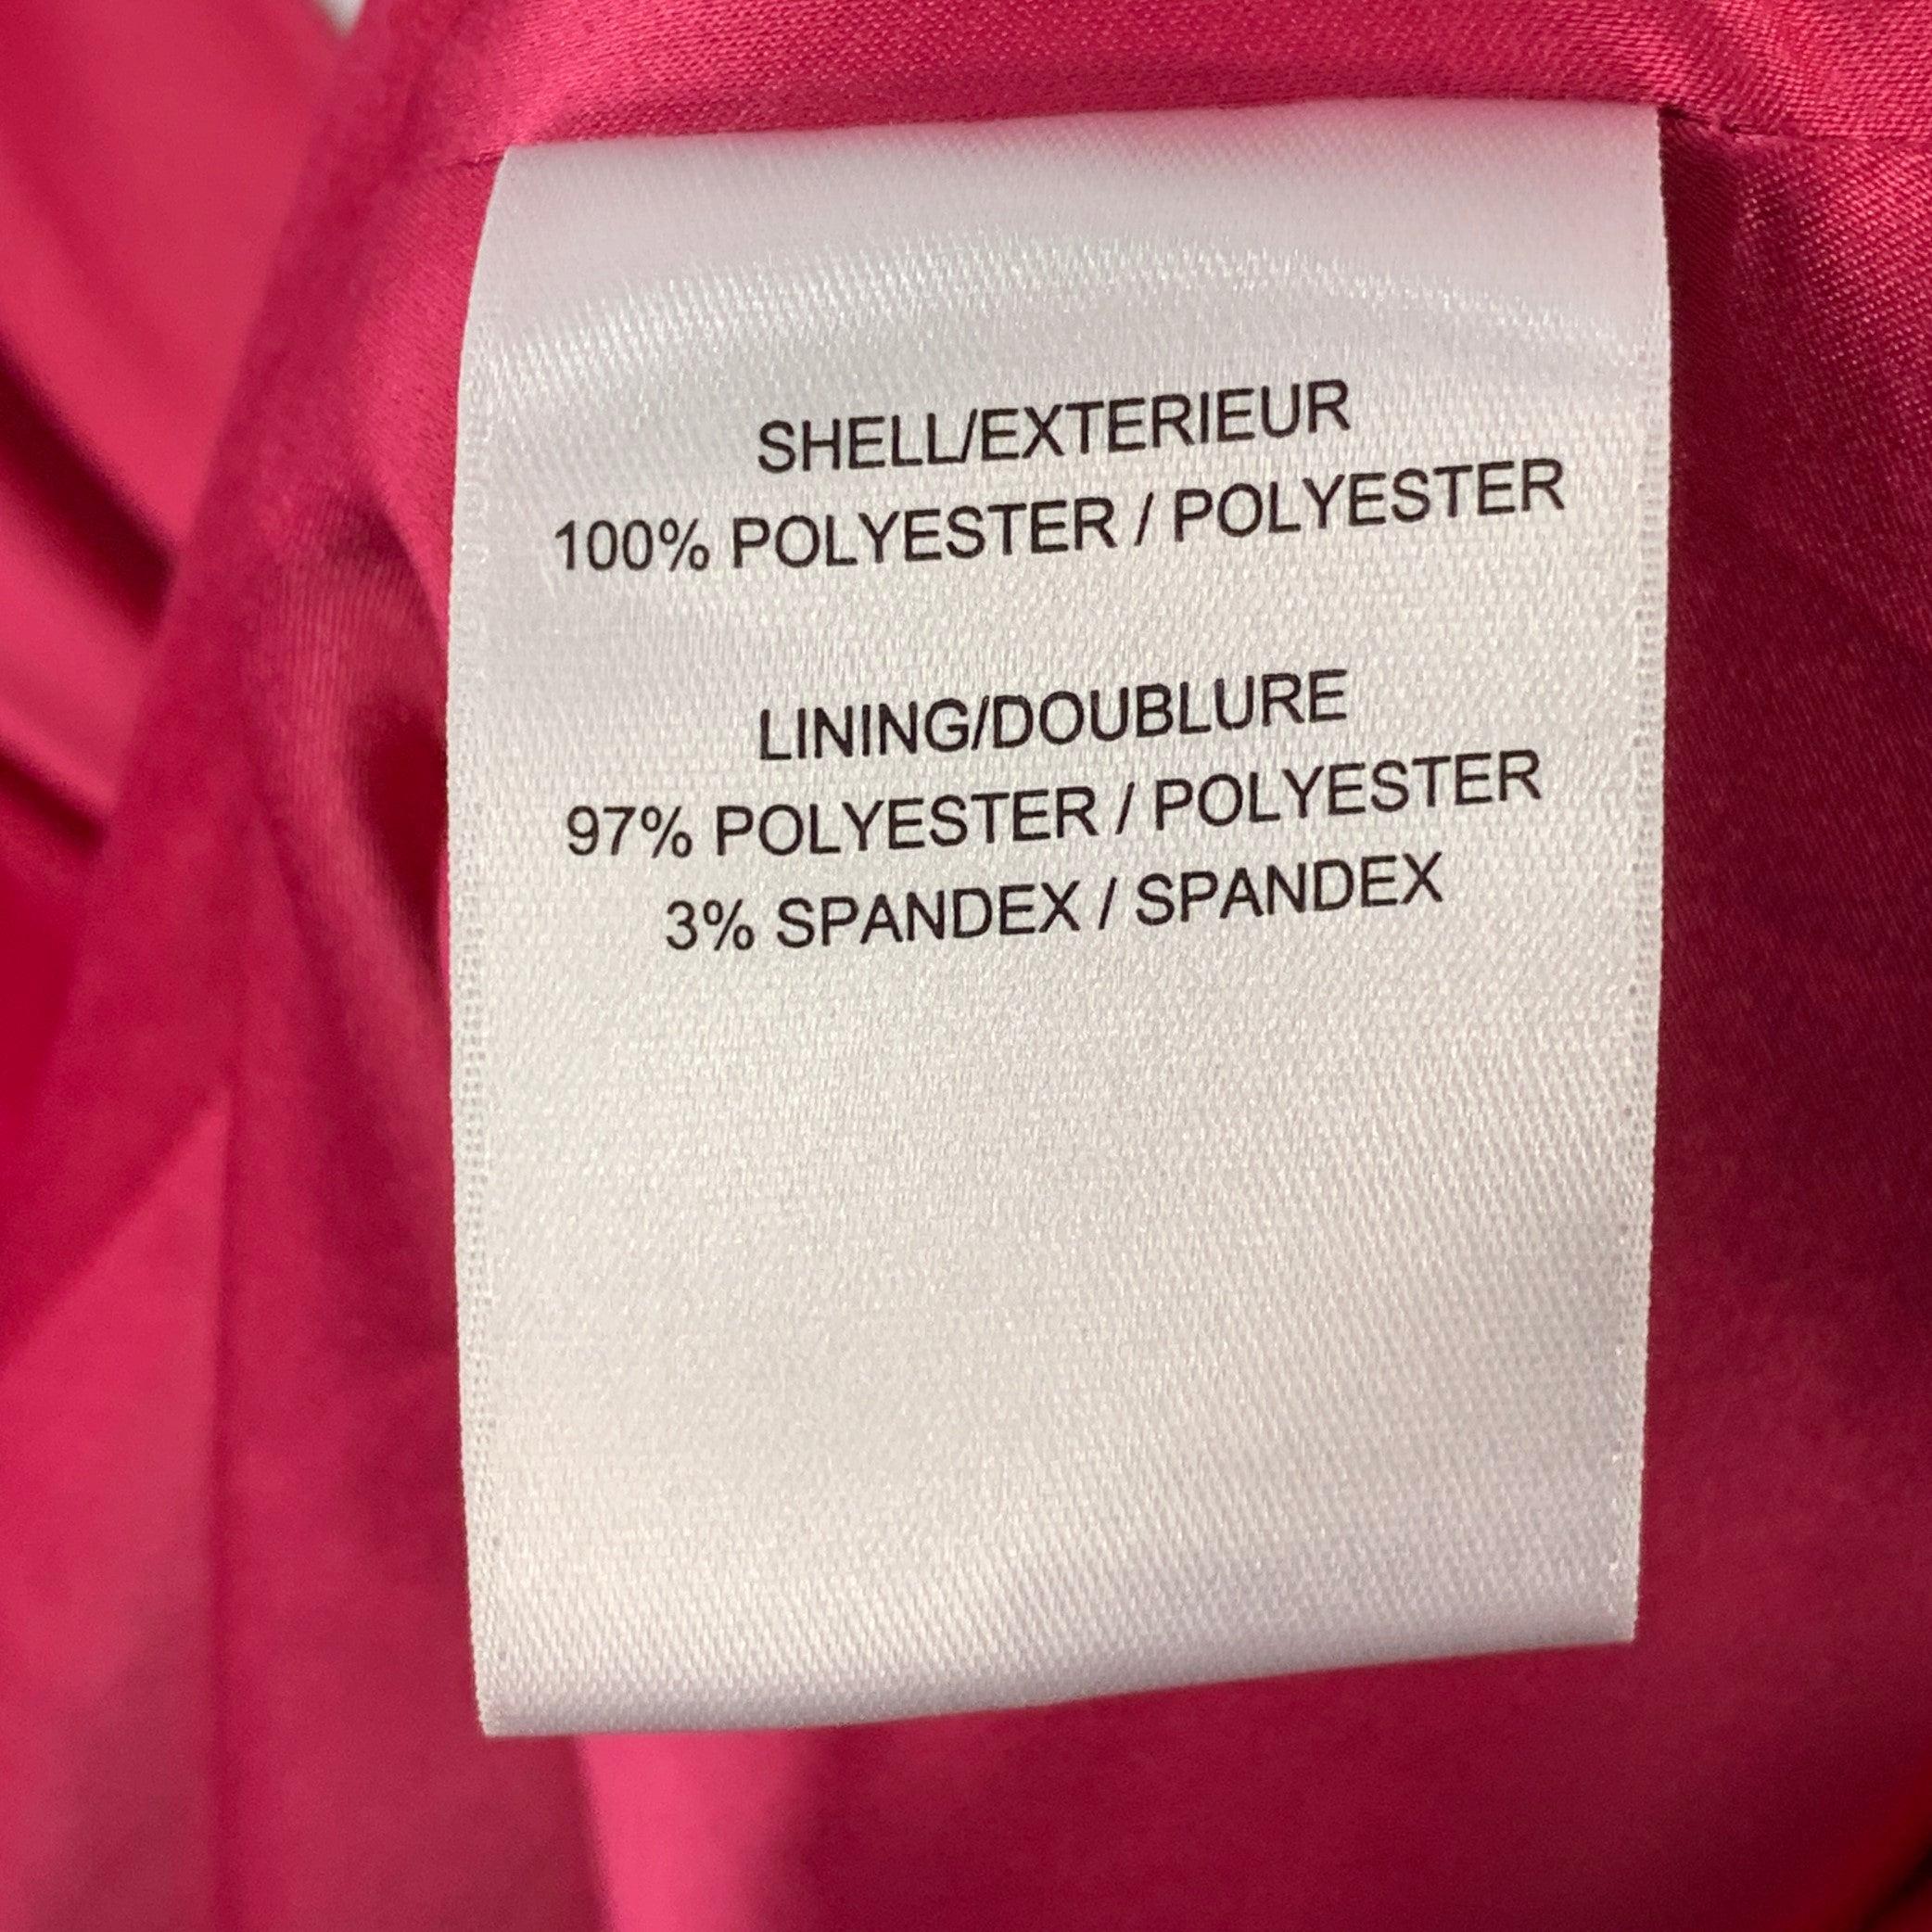 SHELL/EXTERIEUR
100% POLYESTER / POLYESTER
LINING/DOUBLURE
97% POLYESTER / POLYESTER
3% SPANDEX / SPANDEX